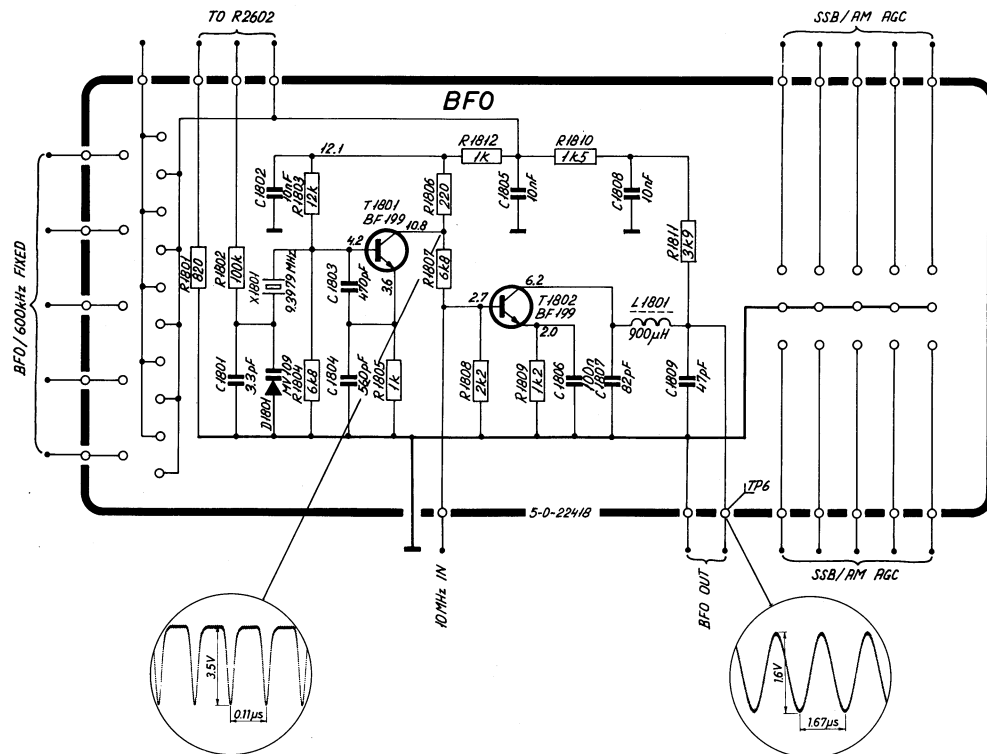 TO R2602
SSB/AM AGC
BFO
R1812
1K
R1810
1K5
12.1
C1802
10nF
R1803
12K
R1806
220
C1805
10nF
C1808
10nF
T1801
BF199
10.8
4.2
3.6
R1811
3K9
R1801
820
R1802
100K
X1801
9.3979 MHz
C1803
470pF
R1807
6K8
BFO/600kHz FIXED
6.2
T1802
BF199
2.7
2.0
L1801
900µH
C1801
3.3pF
D1801
MV109
R1804
6K8
C1804
560pF
R1805
1K
R1808
2K2
R1809
1K2
C1806
100n
C1807
82pF
C1809
47pF
TP6
5-0-22418
10MHz IN
BFO OUT
SSB/AM AGC
3.5V
0.11µs
1.6V
1.67µs